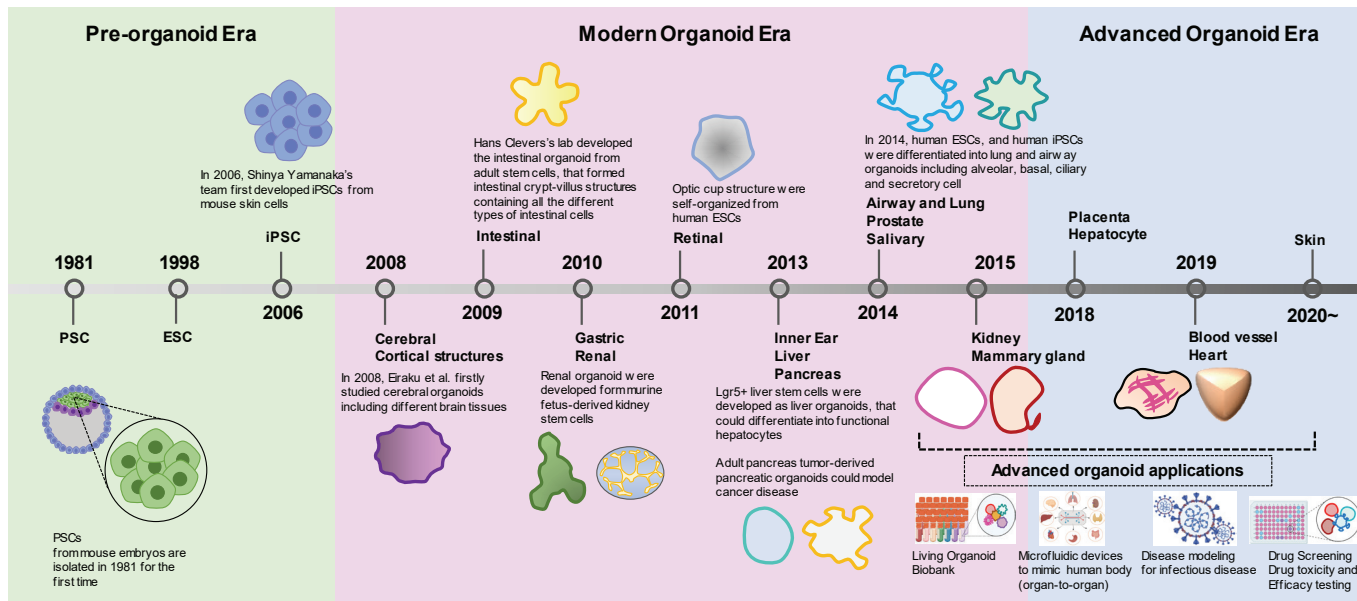 Pre-organoid Era
Modern Organoid Era
Advanced Organoid Era
In 2006, Shinya Yamanaka's
team first developed iPSCs from
mouse skin cells
Hans Clevers's lab developed
the intestinal organoid from
adult stem cells, that formed
intestinal crypt-villus structures
containing all the different
types of intestinal cells
Optic cup structure were
self-organized from
human ESCs
In 2014, human ESCs, and human iPSCs
were differentiated into lung and airway
organoids including alveolar, basal, ciliary
and secretory cell
iPSC
Intestinal
Retinal
Airway and Lung
Prostate
Salivary
Placenta
Hepatocyte
Skin
1981
1998
2006
2008
2009
2010
2011
2013
2014
2015
2018
2019
2020~
PSC
ESC
Cerebral
Cortical structures
In 2008, Eiraku et al. firstly
studied cerebral organoids
including different brain tissues
Gastric
Renal
Renal organoid were
developed form murine
fetus-derived kidney
stem cells
Inner Ear
Liver
Pancreas
Lgr5+ liver stem cells were
developed as liver organoids, that
could differentiate into functional
hepatocytes
Adult pancreas tumor-derived
pancreatic organoids could model
cancer disease
Kidney
Mammary gland
Blood vessel
Heart
PSCs
from mouse embryos are
isolated in 1981 for the
first time
Advanced organoid applications
Living Organoid
Biobank
Microfluidic devices
to mimic human body
(organ-to-organ)
Disease modeling
for infectious disease
Drug Screening
Drug toxicity and
Efficacy testing